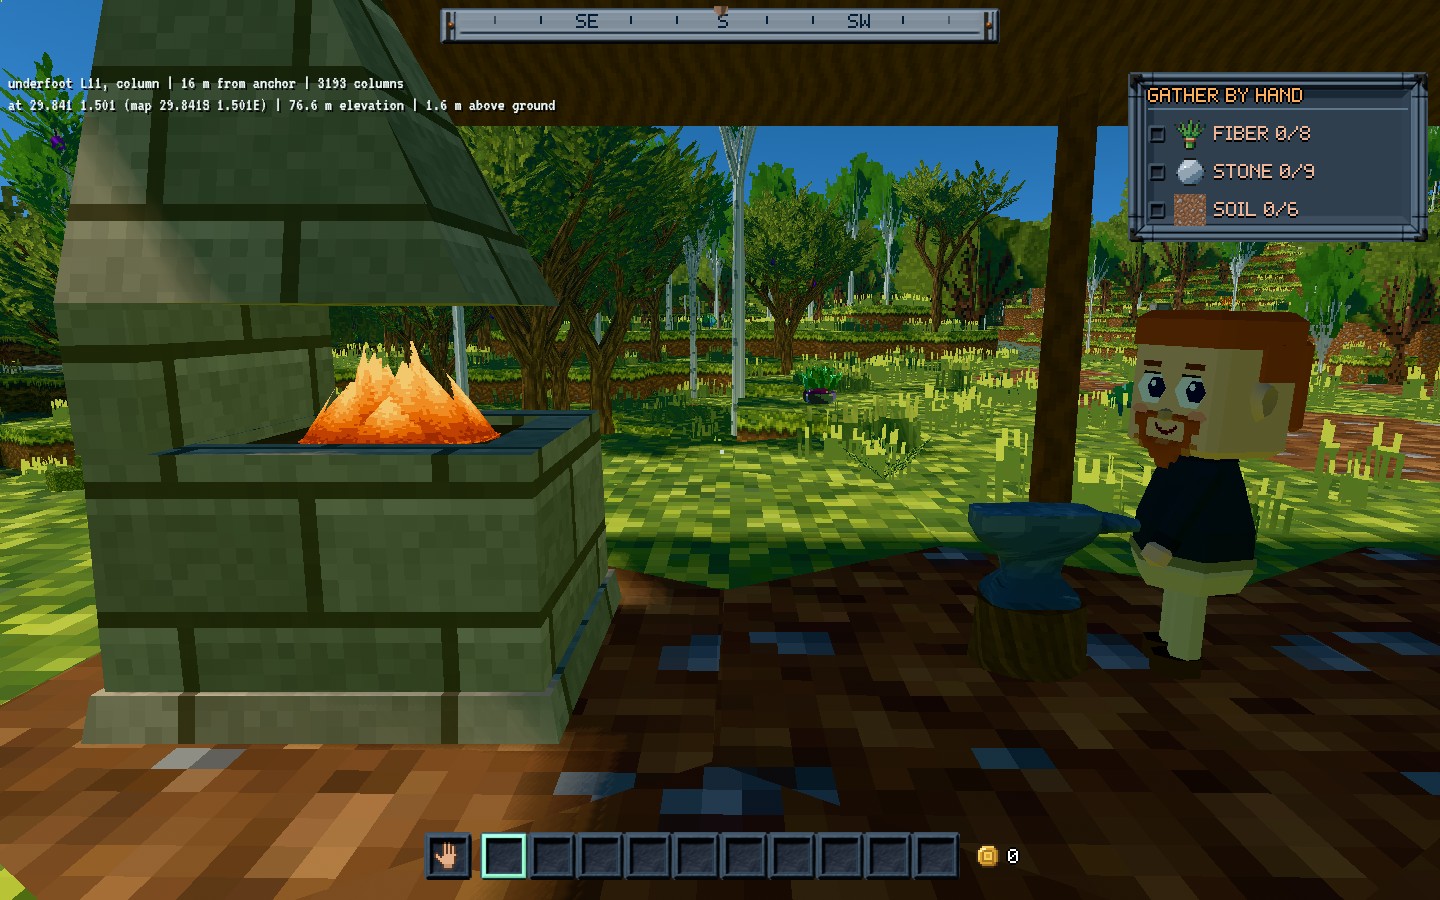 SE S SW
underfoot L11, column | 16 m from anchor | 3193 columns
at 29.841 1.501 (map 29.841S 1.501E) | 76.6 m elevation | 1.6 m above ground
GATHER BY HAND
FIBER 0/8
STONE 0/9
SOIL 0/6
0